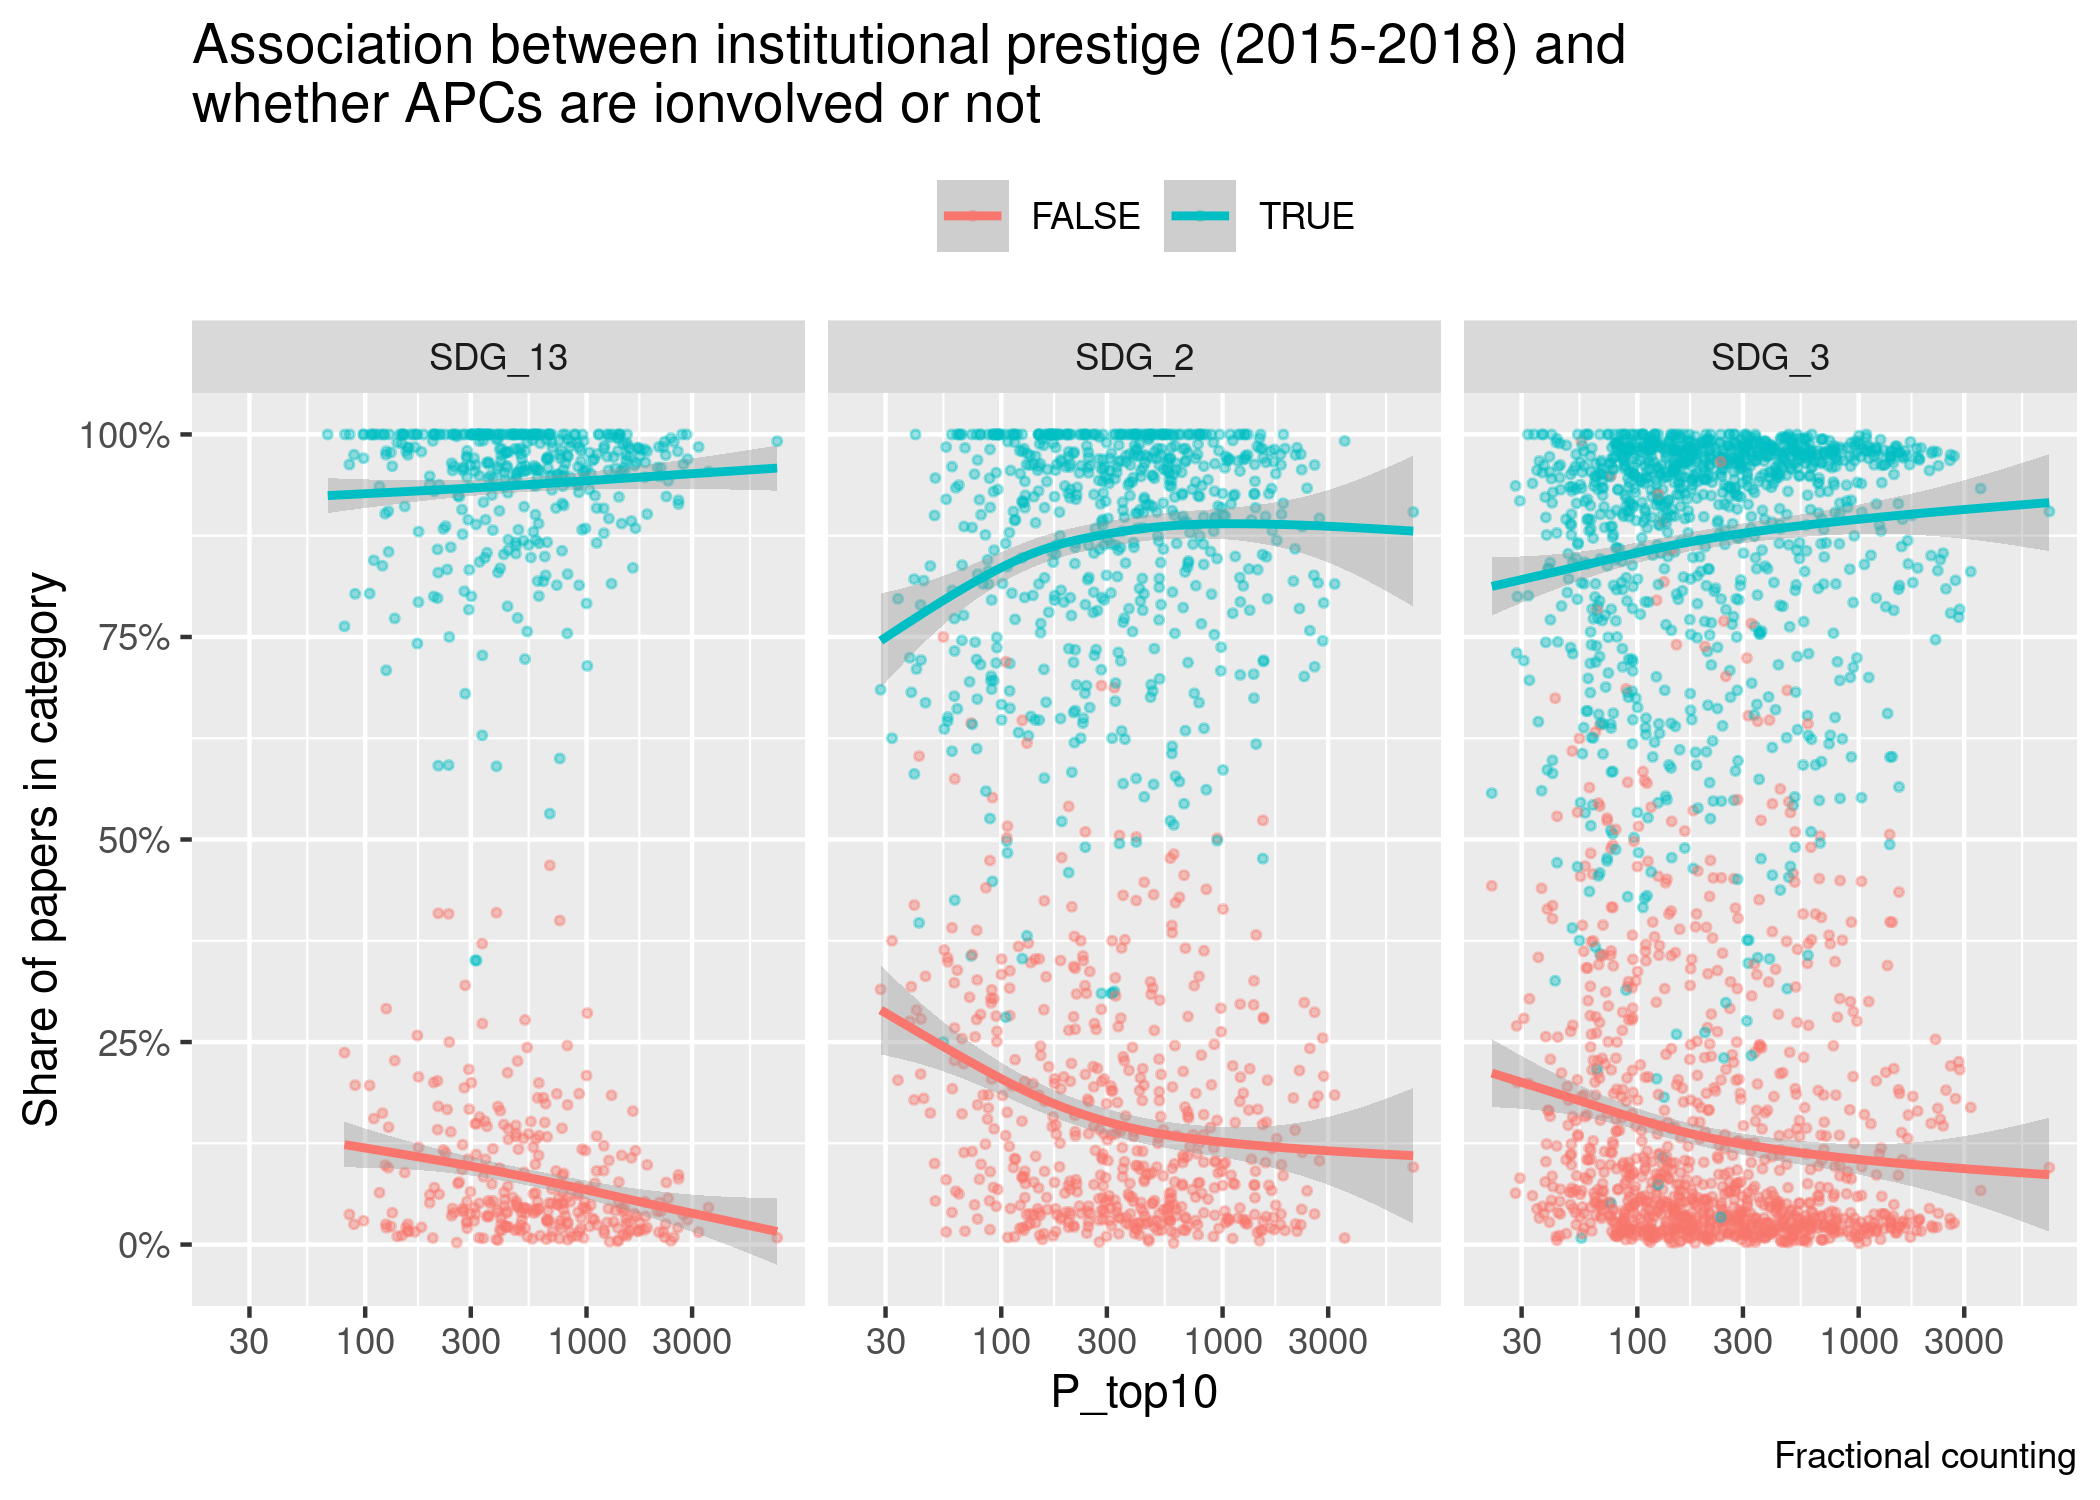 Association between institutional prestige (2015-2018) and
whether APCs are ionvolved or not
FALSE TRUE
SDG_13 SDG_2 SDG_3
Share of papers in category
100%
75%
50%
25%
0%
30 100 300 1000 3000 30 100 300 1000 3000 30 100 300 1000 3000
P_top10
Fractional counting